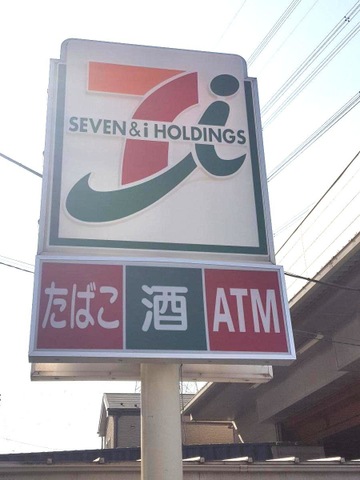 SEVEN & i HOLDINGS
たばこ 酒 ATM